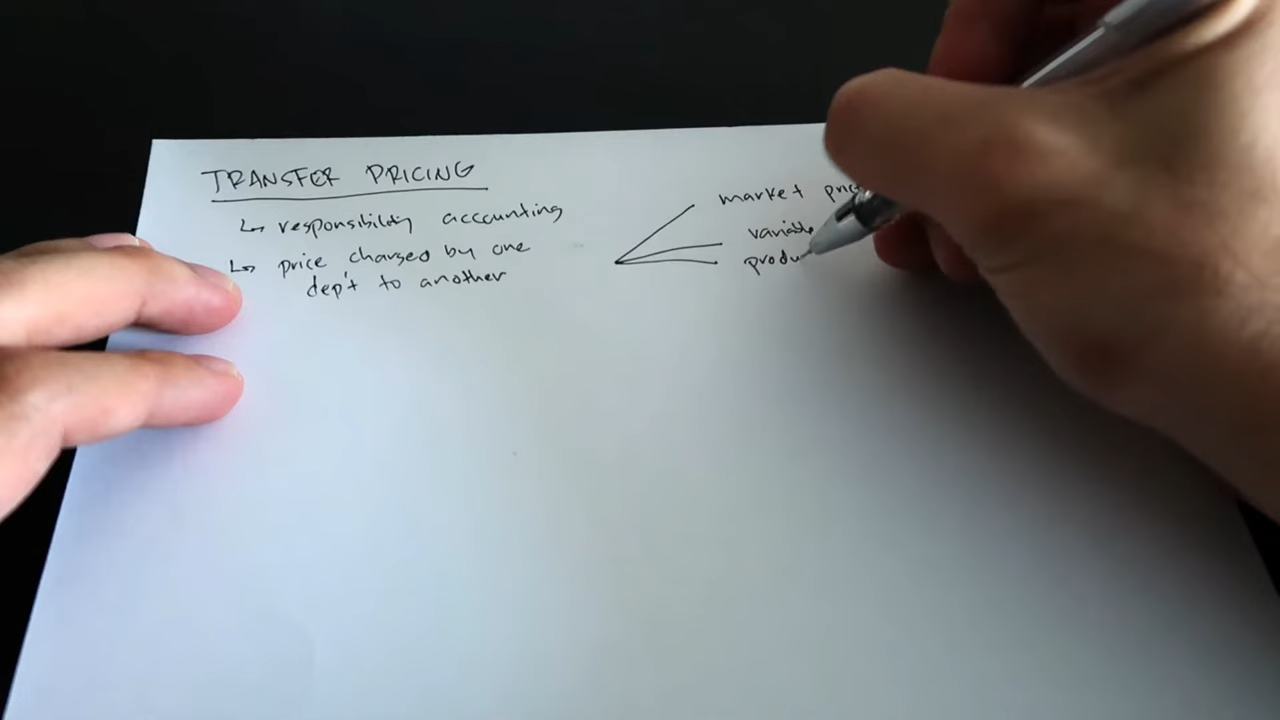 TRANSFER PRICING
↳ responsibility accounting
↳ price charged by one
dep't to another
market